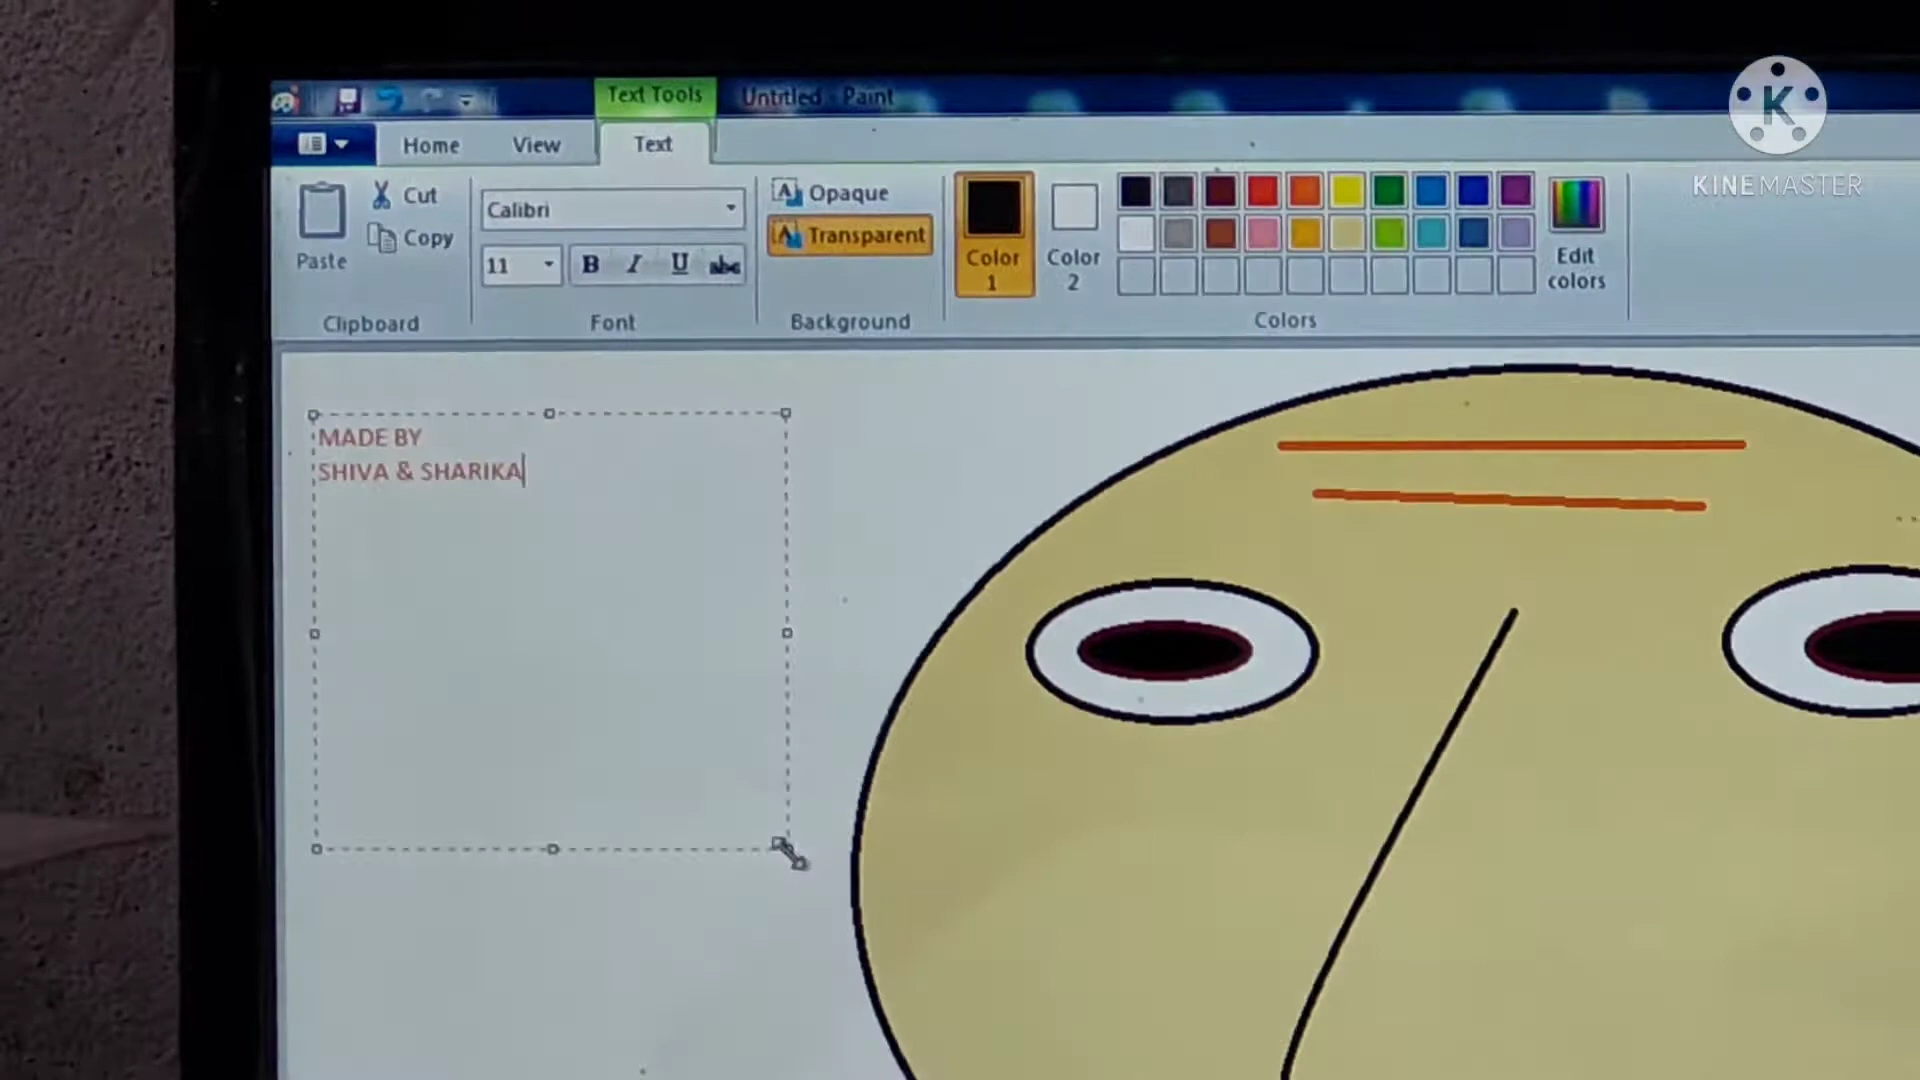 Text Tools
Untitled - Paint
K
KINEMASTER
Home
View
Text
Paste
Cut
Copy
Clipboard
Calibri
11
B I U abc
Font
A Opaque
A Transparent
Background
Color
1
Color
2
Edit
colors
Colors
MADE BY
SHIVA & SHARIKA